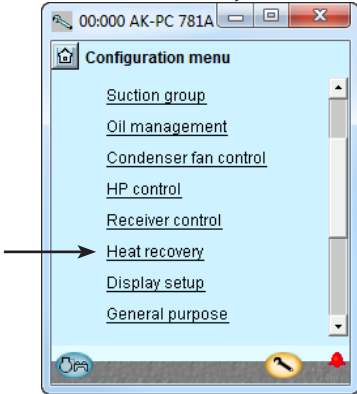 00:000 AK-PC 781A
Configuration menu
Suction group
Oil management
Condenser fan control
HP control
Receiver control
Heat recovery
Display setup
General purpose